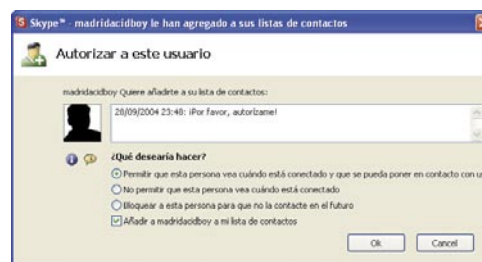 Skype™ - madridacidboy le han agregado a sus listas de contactos
Autorizar a este usuario
madridacidboy Quiere añadirte a su lista de contactos:
28/09/2004 23:48: ¡Por favor, autorízame!
¿Qué desearía hacer?
Permitir que esta persona vea cuándo está conectado y que se pueda poner en contacto con u
No permitir que esta persona vea cuándo está conectado
Bloquear a esta persona para que no la contacte en el futuro
Añadir a madridacidboy a mi lista de contactos
Ok Cancel